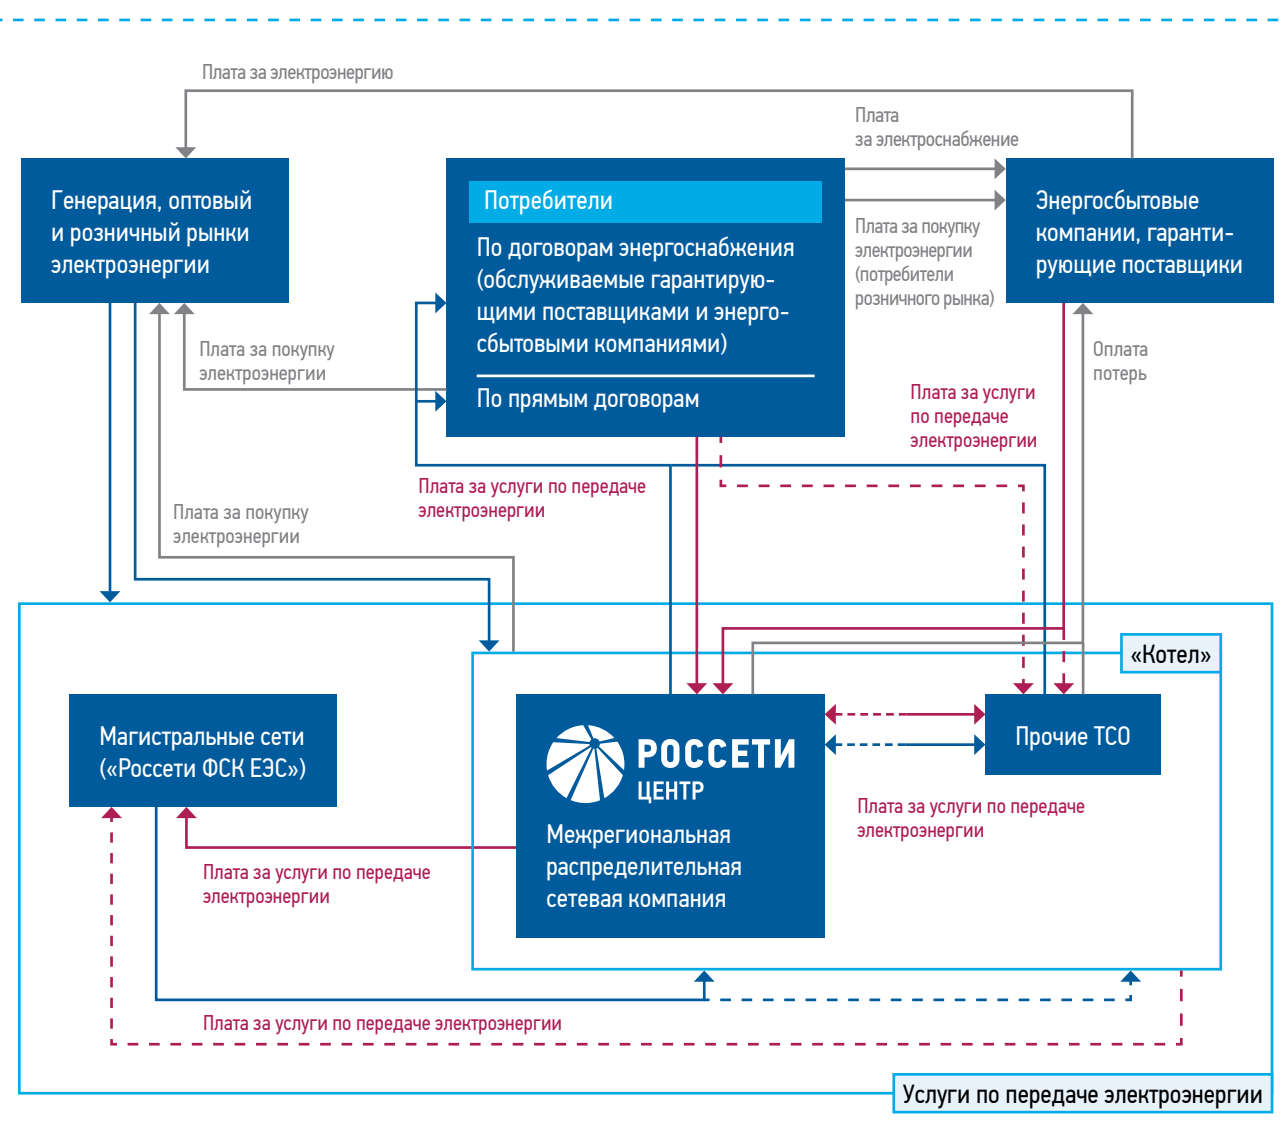 Плата за электроэнергию
Генерация, оптовый
и розничный рынки
электроэнергии
Потребители
По договорам энергоснабжения
(обслуживаемые гарантирую-
щими поставщиками и энерго-
сбытовыми компаниями)
По прямым договорам
Плата
за электроснабжение
Плата за покупку
электроэнергии
(потребители
розничного рынка)
Энергосбытовые
компании, гаранти-
рующие поставщики
Плата за покупку
электроэнергии
Оплата
потерь
Плата за услуги
по передаче
электроэнергии
Плата за услуги по передаче
электроэнергии
Плата за покупку
электроэнергии
«Котел»
Магистральные сети
(«Россети ФСК ЕЭС»)
РОССЕТИ
ЦЕНТР
Межрегиональная
распределительная
сетевая компания
Прочие ТСО
Плата за услуги по передаче
электроэнергии
Плата за услуги по передаче
электроэнергии
Плата за услуги по передаче электроэнергии
Услуги по передаче электроэнергии